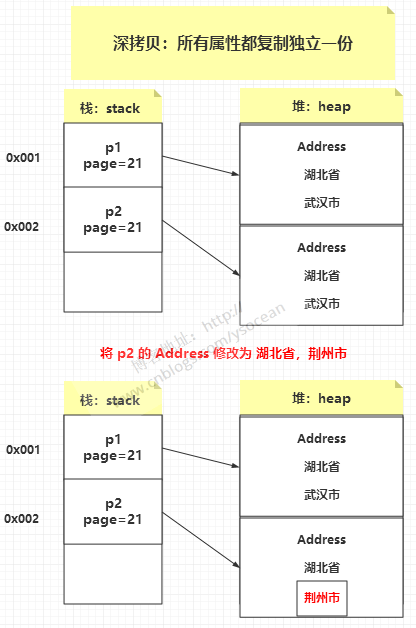 深拷贝：所有属性都复制独立一份
栈：stack
堆：heap
0x001
p1
page=21
Address
湖北省
武汉市
0x002
p2
page=21
Address
湖北省
武汉市
博客地址：http://
www.cnblogs.com/ysocean
将 p2 的 Address 修改为 湖北省，荆州市
栈：stack
堆：heap
0x001
p1
page=21
Address
湖北省
武汉市
0x002
p2
page=21
Address
湖北省
荆州市